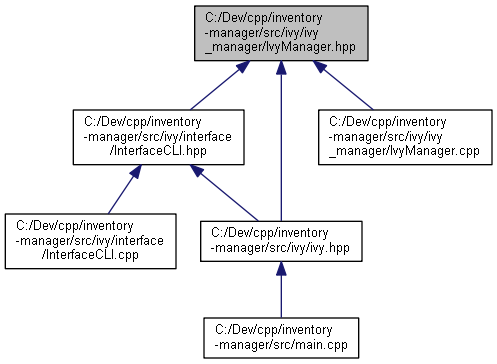 C:/Dev/cpp/inventory
-manager/src/ivy/ivy
_manager/IvyManager.hpp
C:/Dev/cpp/inventory
-manager/src/ivy/interface
/InterfaceCLI.hpp
C:/Dev/cpp/inventory
-manager/src/ivy/ivy
_manager/IvyManager.cpp
C:/Dev/cpp/inventory
-manager/src/ivy/interface
/InterfaceCLI.cpp
C:/Dev/cpp/inventory
-manager/src/ivy/ivy.hpp
C:/Dev/cpp/inventory
-manager/src/main.cpp